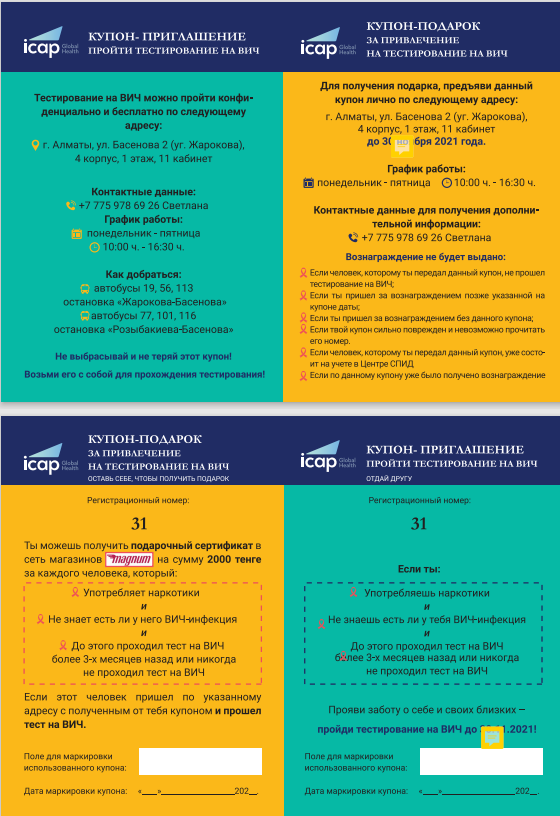 icap Global Health
КУПОН- ПРИГЛАШЕНИЕ
ПРОЙТИ ТЕСТИРОВАНИЕ НА ВИЧ
Тестирование на ВИЧ можно пройти конфи-
денциально и бесплатно по следующему
адресу:
г. Алматы, ул. Басенова 2 (уг. Жарокова),
4 корпус, 1 этаж, 11 кабинет
Контактные данные:
+7 775 978 69 26 Светлана
График работы:
понедельник - пятница
10:00 ч. - 16:30 ч.
Как добраться:
автобусы 19, 56, 113
остановка «Жарокова-Басенова»
автобусы 77, 101, 116
остановка «Розыбакиева-Басенова»
Не выбрасывай и не теряй этот купон!
Возьми его с собой для прохождения тестирования!
icap Global Health
КУПОН-ПОДАРОК
ЗА ПРИВЛЕЧЕНИЕ
НА ТЕСТИРОВАНИЕ НА ВИЧ
Для получения подарка, предъяви данный
купон лично по следующему адресу:
г. Алматы, ул. Басенова 2 (уг. Жарокова),
4 корпус, 1 этаж, 11 кабинет
до 30 бря 2021 года.
График работы:
понедельник - пятница 10:00 ч. - 16:30 ч.
Контактные данные для получения дополни-
тельной информации:
+7 775 978 69 26 Светлана
Вознаграждение не будет выдано:
Если человек, которому ты передал данный купон, не прошел
тестирование на ВИЧ;
Если ты пришел за вознаграждением позже указанной на
купоне даты;
Если ты пришел за вознаграждением без данного купона;
Если твой купон сильно поврежден и невозможно прочитать
его номер.
Если человек, которому ты передал данный купон, уже состо-
ит на учете в Центре СПИД
Если по данному купону уже было получено вознаграждение
icap Global Health
КУПОН-ПОДАРОК
ЗА ПРИВЛЕЧЕНИЕ
НА ТЕСТИРОВАНИЕ НА ВИЧ
ОСТАВЬ СЕБЕ, ЧТОБЫ ПОЛУЧИТЬ ПОДАРОК
Регистрационный номер:
31
Ты можешь получить подарочный сертификат в
сеть магазинов magnum на сумму 2000 тенге
за каждого человека, который:
Употребляет наркотики
и
Не знает есть ли у него ВИЧ-инфекция
и
До этого проходил тест на ВИЧ
более 3-х месяцев назад или никогда
не проходил тест на ВИЧ
Если этот человек пришел по указанному
адресу с полученным от тебя купоном и прошел
тест на ВИЧ.
Поле для маркировки
использованного купона:
Дата маркировки купона: «___»______________202__.
icap Global Health
КУПОН- ПРИГЛАШЕНИЕ
ПРОЙТИ ТЕСТИРОВАНИЕ НА ВИЧ
ОТДАЙ ДРУГУ
Регистрационный номер:
31
Если ты:
Употребляешь наркотики
и
Не знаешь есть ли у тебя ВИЧ-инфекция
и
До этого проходил тест на ВИЧ
более 3-х месяцев назад или никогда
не проходил тест на ВИЧ
Прояви заботу о себе и своих близких –
пройди тестирование на ВИЧ до .2021!
Поле для маркировки
использованного купона:
Дата маркировки купона: «___»______________202__.